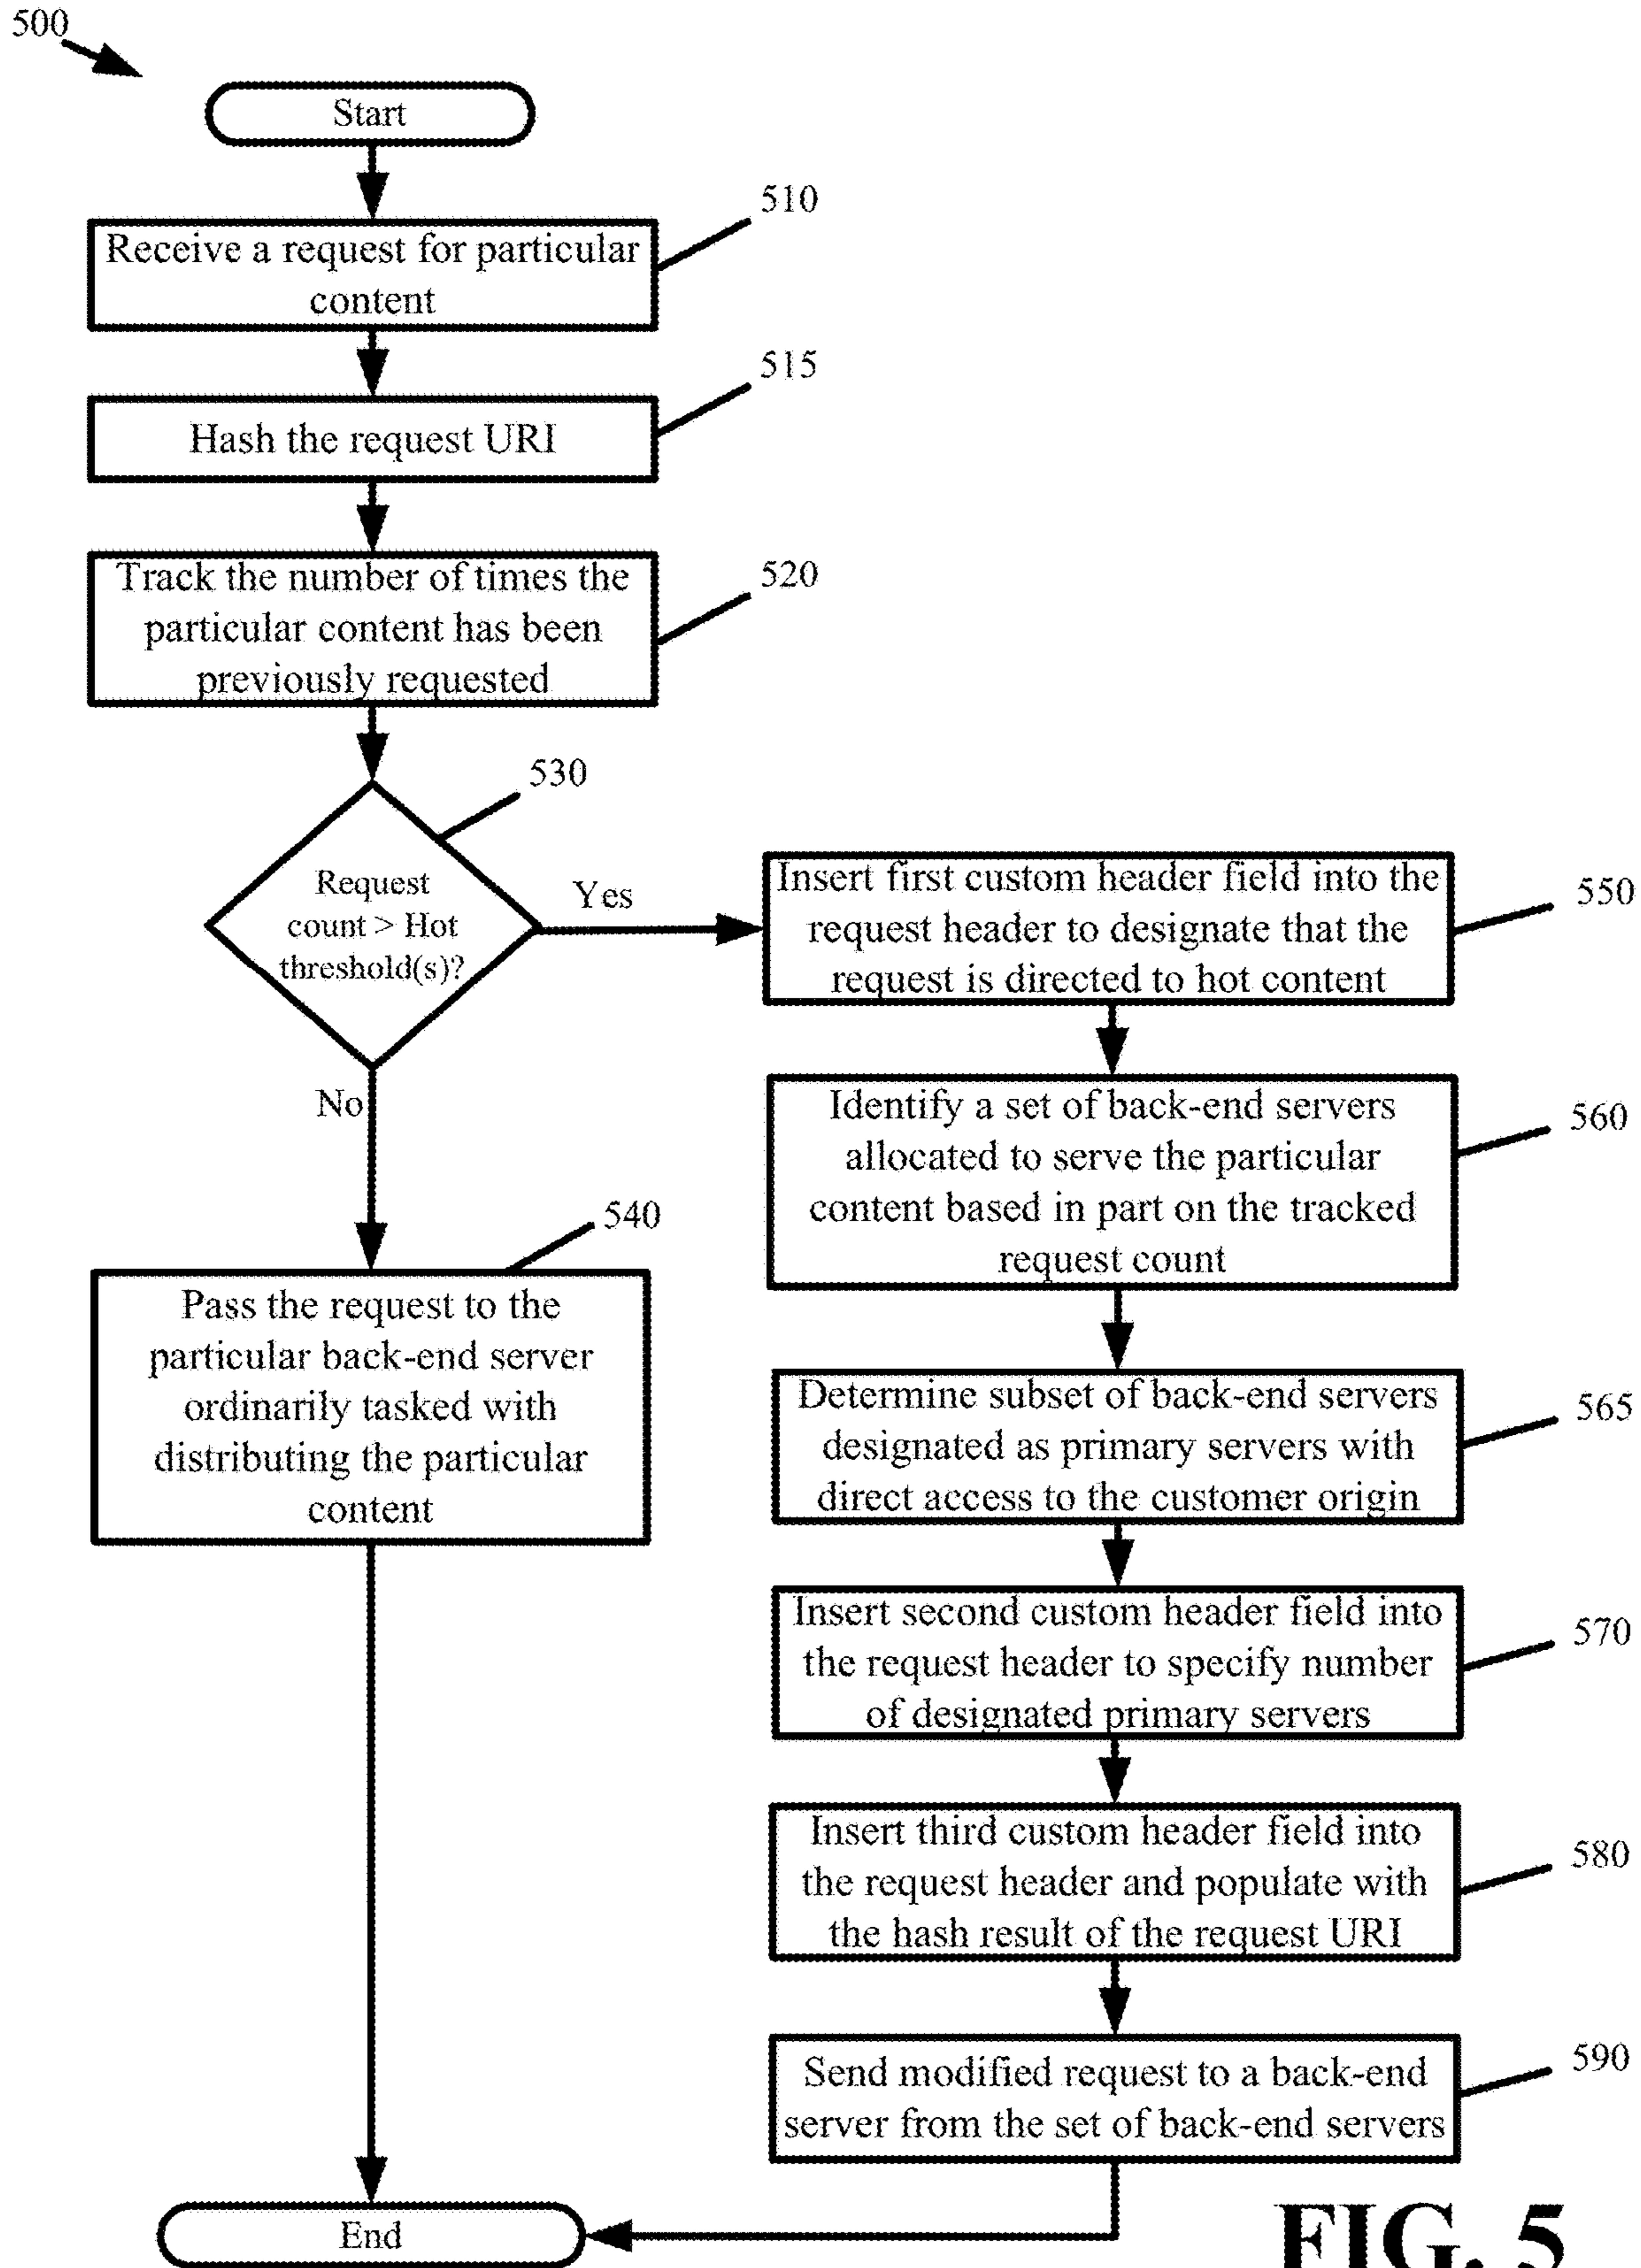 500
Start
510
Receive a request for particular
content
515
Hash the request URI
520
Track the number of times the
particular content has been
previously requested
530
Request
count > Hot
threshold(s)?
Yes
No
540
Pass the request to the
particular back-end server
ordinarily tasked with
distributing the particular
content
550
Insert first custom header field into the
request header to designate that the
request is directed to hot content
560
Identify a set of back-end servers
allocated to serve the particular
content based in part on the tracked
request count
565
Determine subset of back-end servers
designated as primary servers with
direct access to the customer origin
570
Insert second custom header field into
the request header to specify number
of designated primary servers
580
Insert third custom header field into
the request header and populate with
the hash result of the request URI
590
Send modified request to a back-end
server from the set of back-end servers
End
FIG. 5